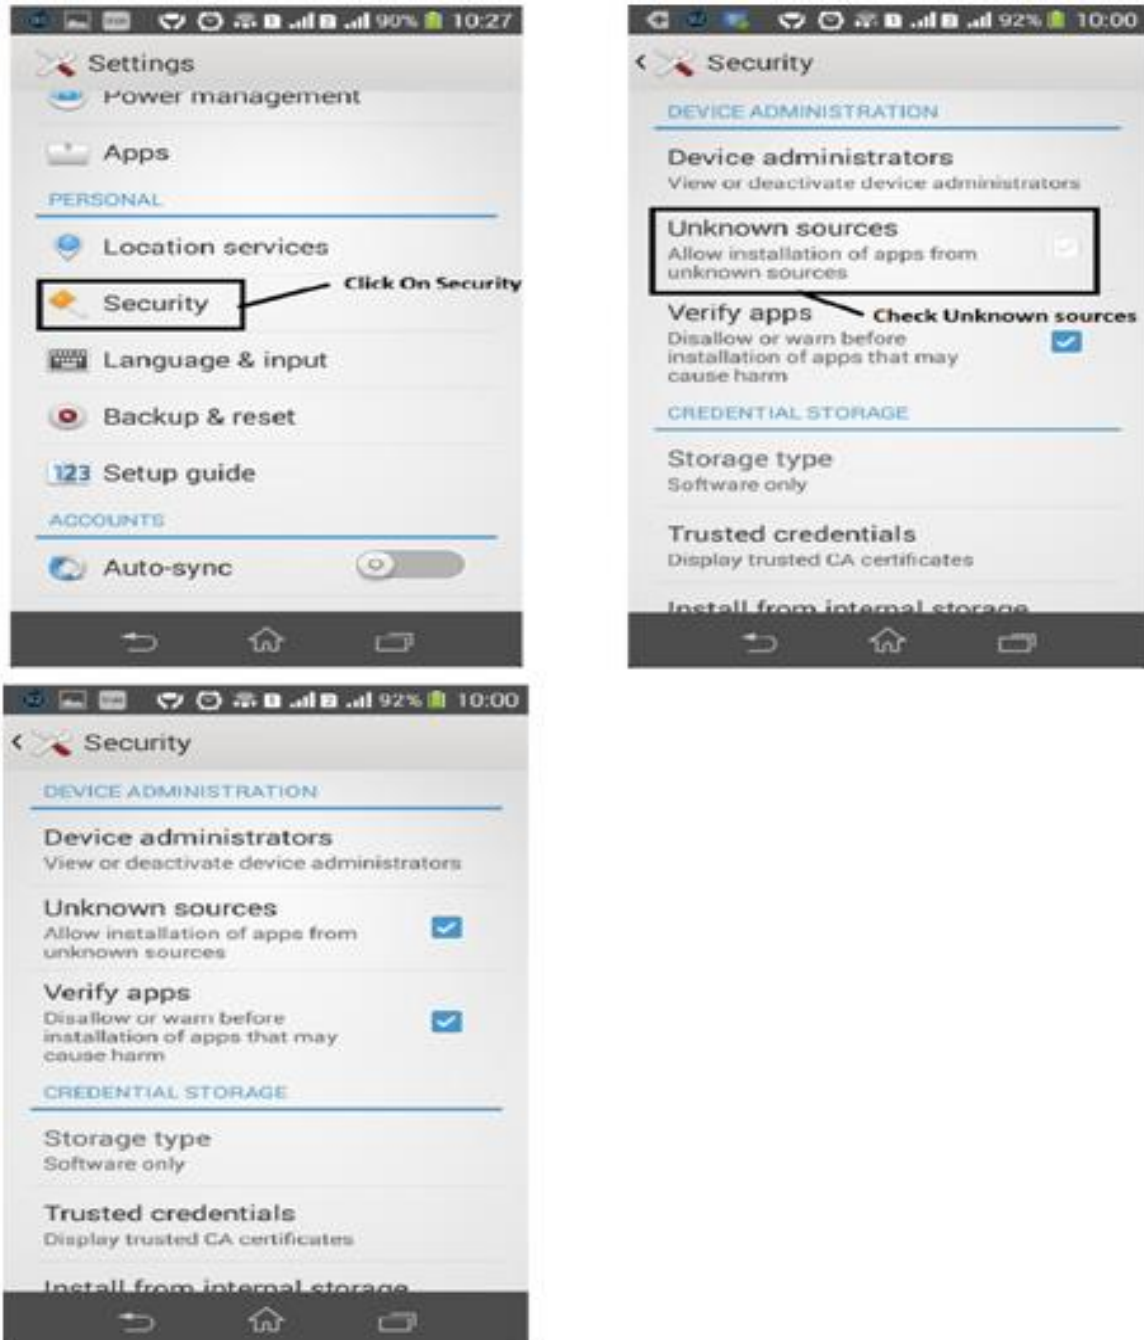 90% 10:27
Settings
Power management
Apps
PERSONAL
Location services
Click On Security
Security
Language & input
Backup & reset
123 Setup guide
ACCOUNTS
Auto-sync
92% 10:00
Security
DEVICE ADMINISTRATION
Device administrators
View or deactivate device administrators
Unknown sources
Allow installation of apps from
unknown sources
Verify apps
Check Unknown sources
Disallow or warn before
installation of apps that may
cause harm
CREDENTIAL STORAGE
Storage type
Software only
Trusted credentials
Display trusted CA certificates
Install from internal storage
92% 10:00
Security
DEVICE ADMINISTRATION
Device administrators
View or deactivate device administrators
Unknown sources
Allow installation of apps from
unknown sources
Verify apps
Disallow or warn before
installation of apps that may
cause harm
CREDENTIAL STORAGE
Storage type
Software only
Trusted credentials
Display trusted CA certificates
Install from internal storage